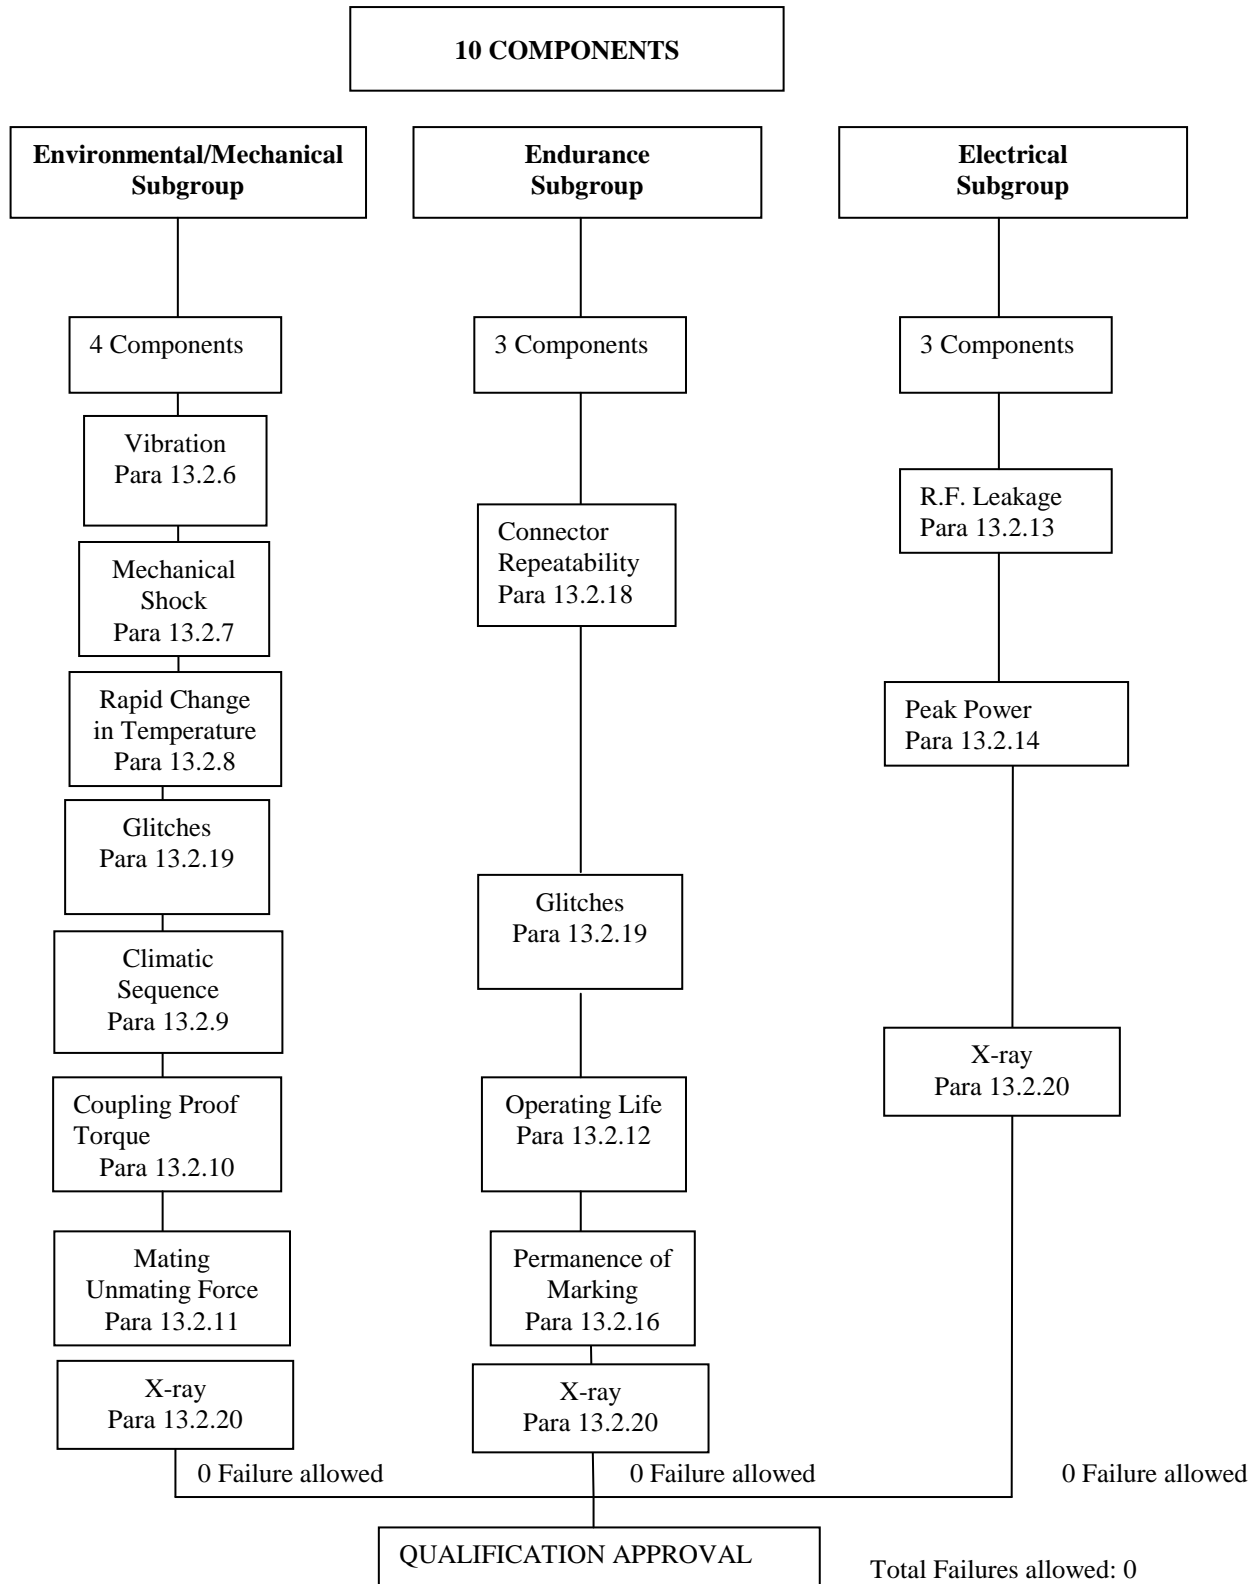 10 COMPONENTS
Environmental/Mechanical
Subgroup
4 Components
Vibration
Para 13.2.6
Mechanical
Shock
Para 13.2.7
Rapid Change
in Temperature
Para 13.2.8
Glitches
Para 13.2.19
Climatic
Sequence
Para 13.2.9
Coupling Proof
Torque
Para 13.2.10
Mating
Unmating Force
Para 13.2.11
X-ray
Para 13.2.20
0 Failure allowed
Endurance
Subgroup
3 Components
Connector
Repeatability
Para 13.2.18
Glitches
Para 13.2.19
Operating Life
Para 13.2.12
Permanence of
Marking
Para 13.2.16
X-ray
Para 13.2.20
0 Failure allowed
Electrical
Subgroup
3 Components
R.F. Leakage
Para 13.2.13
Peak Power
Para 13.2.14
X-ray
Para 13.2.20
0 Failure allowed
QUALIFICATION APPROVAL
Total Failures allowed: 0